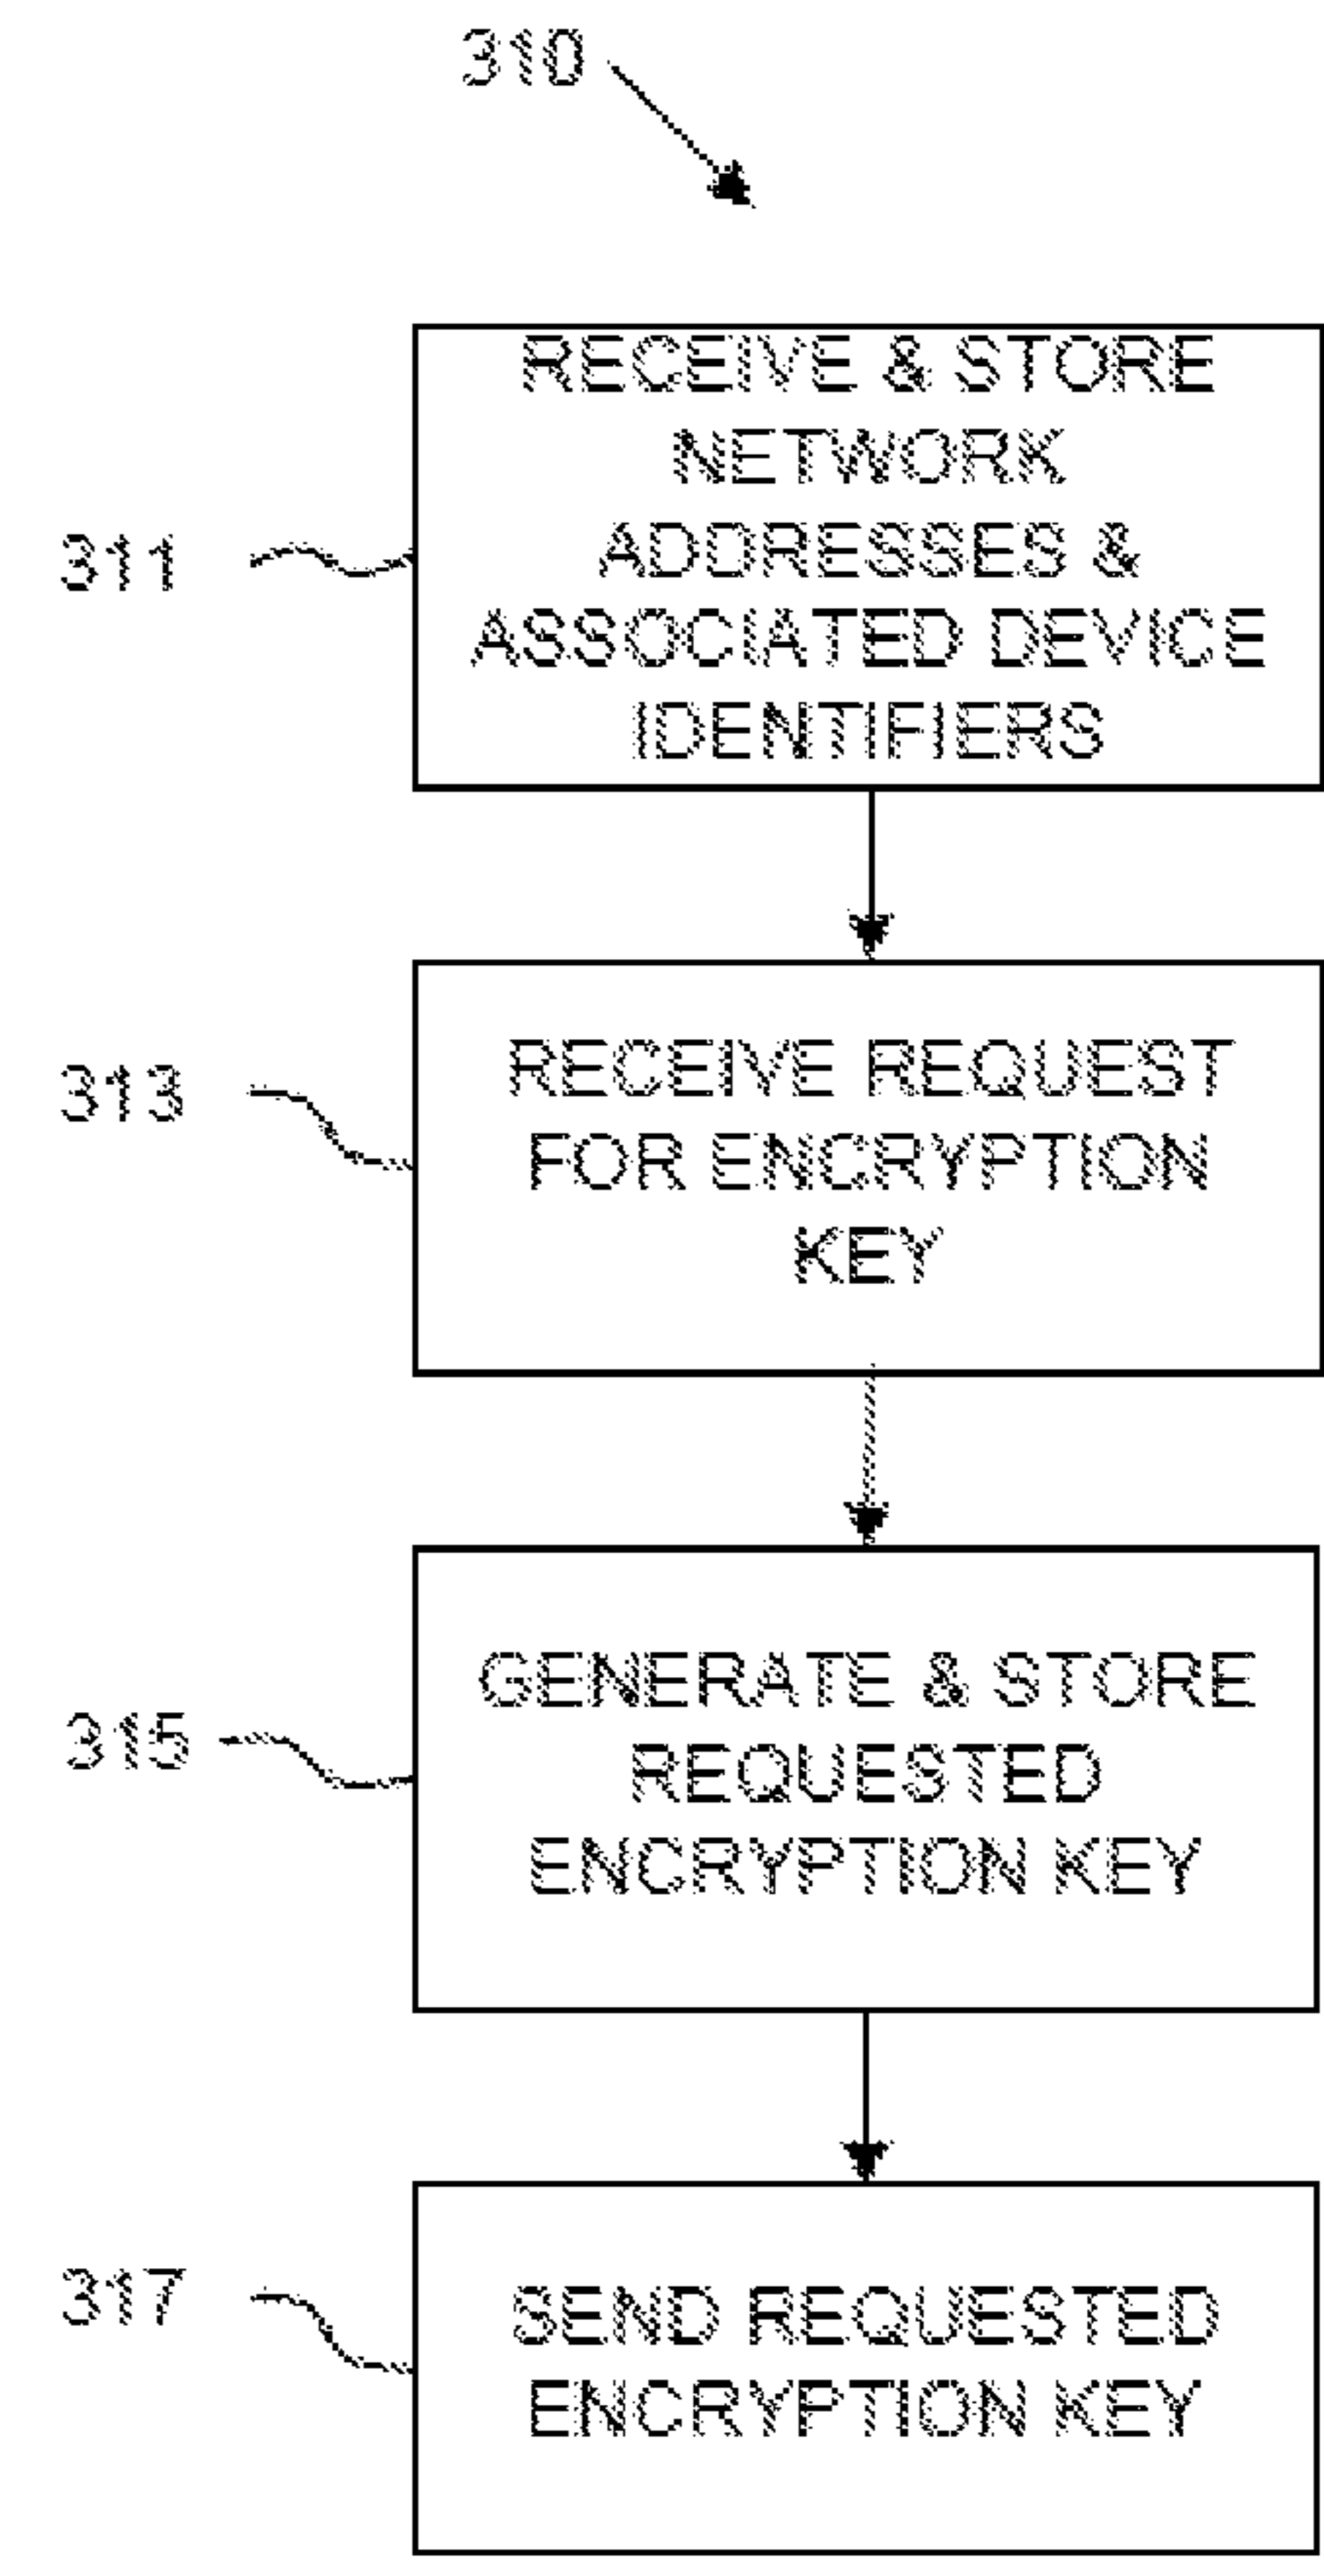 310
RECEIVE & STORE
NETWORK
ADDRESSES &
ASSOCIATED DEVICE
IDENTIFIERS
311
RECEIVE REQUEST
FOR ENCRYPTION
KEY
313
GENERATE & STORE
REQUESTED
ENCRYPTION KEY
315
SEND REQUESTED
ENCRYPTION KEY
317